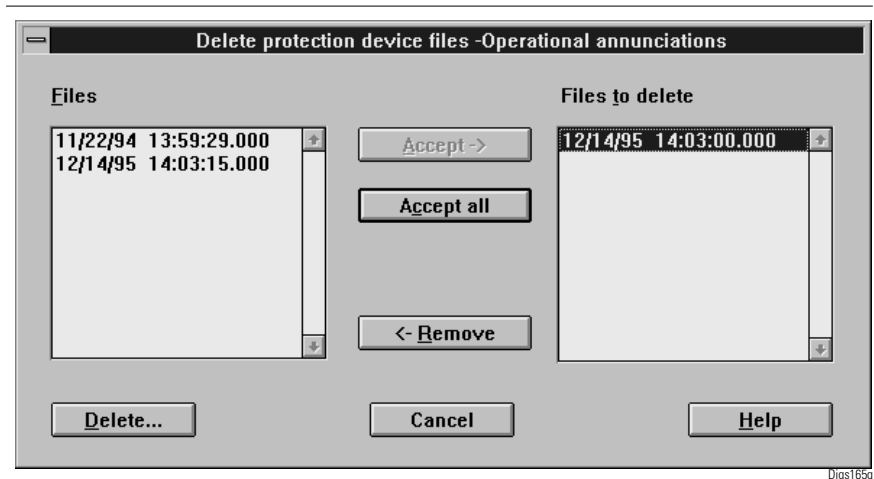 Delete protection device files -Operational annunciations
Files
Files to delete
11/22/94 13:59:29.000
12/14/95 14:03:15.000
Accept ->
Accept all
<- Remove
12/14/95 14:03:00.000
Delete...
Cancel
Help
Digs165g